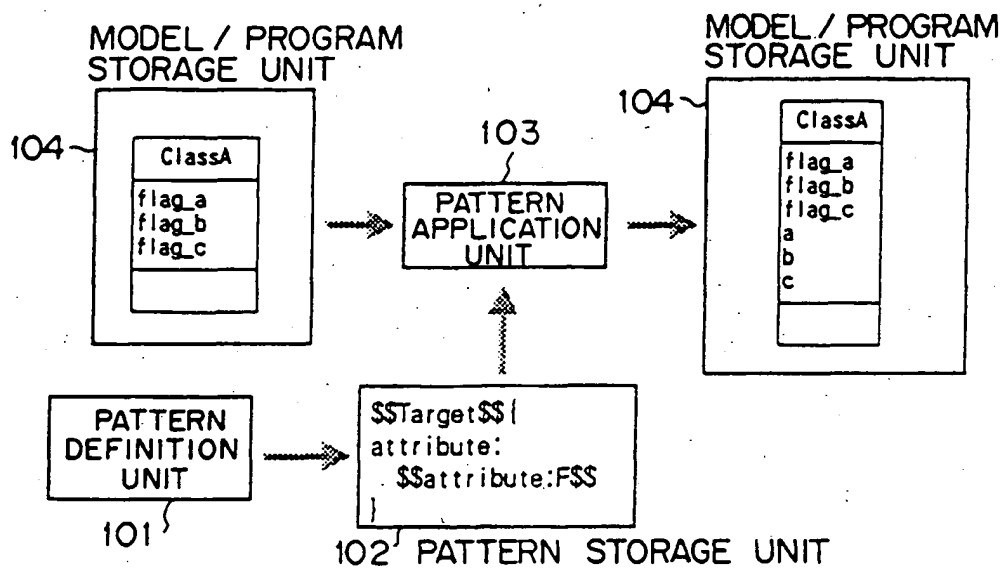 MODEL / PROGRAM
STORAGE UNIT
104
ClassA
flag_a
flag_b
flag_c
103
PATTERN
APPLICATION
UNIT
MODEL / PROGRAM
STORAGE UNIT
104
ClassA
flag_a
flag_b
flag_c
a
b
c
PATTERN
DEFINITION
UNIT
101
$$Target$${
attribute:
$$attribute:F$$
}
102 PATTERN STORAGE UNIT